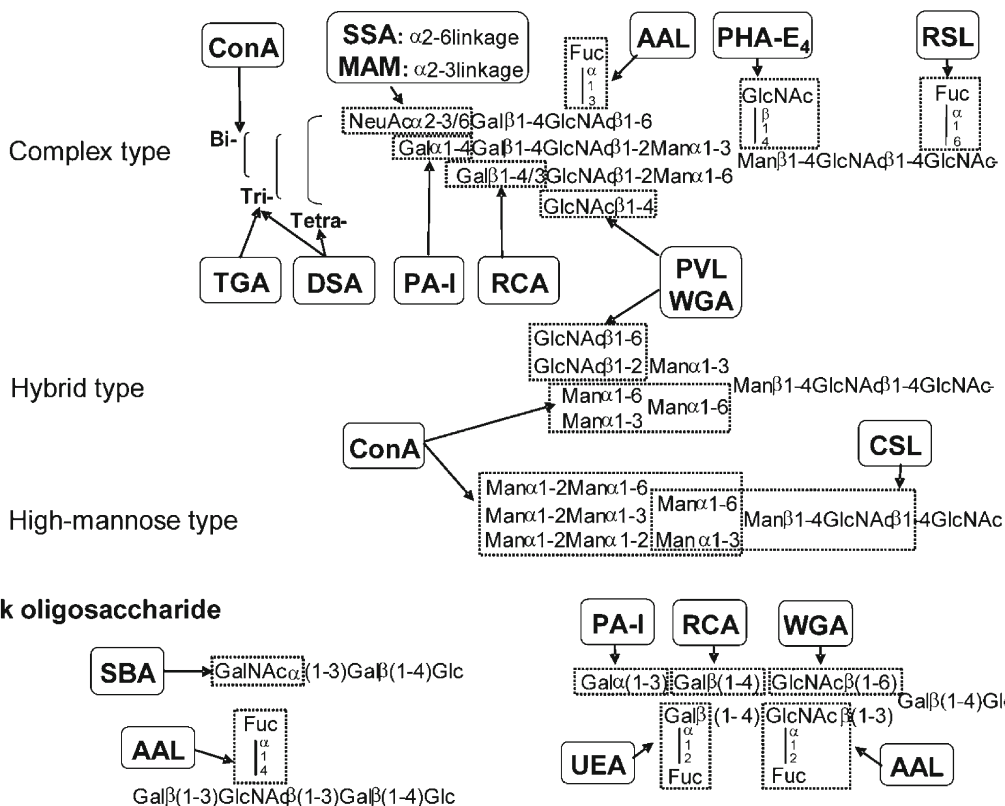 ConA
SSA: α2-6linkage
MAM: α2-3linkage
AAL
PHA-E4
RSL
Fuc
α
1
3
GlcNAc
β
1
4
Fuc
α
1
6
Complex type
Bi-
Tri-
Tetra-
NeuAcα2-3/6Galβ1-4GlcNAcβ1-6
Galα1-4Galβ1-4GlcNAcβ1-2Manα1-3
Galβ1-4/3GlcNAcβ1-2Manα1-6
GlcNAcβ1-4
Manβ1-4GlcNAcβ1-4GlcNAc-
TGA
DSA
PA-I
RCA
PVL
WGA
Hybrid type
GlcNAcβ1-6
GlcNAcβ1-2 Manα1-3
Manα1-6
Manα1-3
Manα1-6
Manβ1-4GlcNAcβ1-4GlcNAc-
ConA
CSL
High-mannose type
Manα1-2Manα1-6
Manα1-2Manα1-3
Manα1-2Manα1-2
Manα1-6
Manα1-3
Manβ1-4GlcNAcβ1-4GlcNAc
k oligosaccharide
SBA
GalNAcα(1-3)Galβ(1-4)Glc
AAL
Fuc
α
1
4
Galβ(1-3)GlcNAcβ(1-3)Galβ(1-4)Glc
PA-I
RCA
WGA
Galα(1-3) Galβ(1-4) GlcNAcβ(1-6)
Galβ(1-4)Gl
Galβ(1-4) GlcNAcβ(1-3)
α
1
2
Fuc
α
1
2
Fuc
UEA
AAL